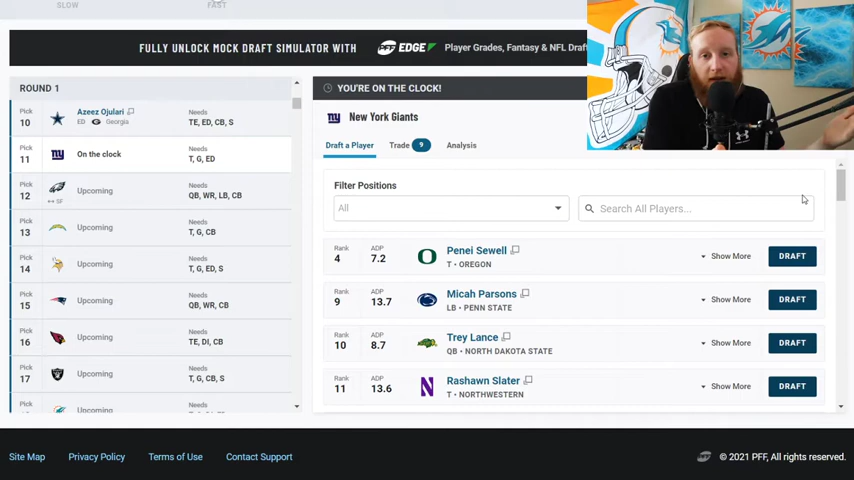 SLOW
FAST
FULLY UNLOCK MOCK DRAFT SIMULATOR WITH PFF EDGE Player Grades, Fantasy & NFL Draf
ROUND 1
Pick 10
Azeez Ojulari
ED G Georgia
Needs
TE, ED, CB, S
Pick 11
On the clock
Needs
T, G, ED
Pick 12
SF
Upcoming
Needs
QB, WR, LB, CB
Pick 13
Upcoming
Needs
T, G, CB
Pick 14
Upcoming
Needs
T, G, ED, S
Pick 15
Upcoming
Needs
QB, WR, CB
Pick 16
Upcoming
Needs
TE, DI, CB
Pick 17
Upcoming
Needs
T, G, CB, S
Pick
Upcoming
Needs
YOU'RE ON THE CLOCK!
New York Giants
Draft a Player
Trade 9
Analysis
Filter Positions
All
Search All Players...
Rank 4
ADP 7.2
Penei Sewell
T • OREGON
Show More
DRAFT
Rank 9
ADP 13.7
Micah Parsons
LB • PENN STATE
Show More
DRAFT
Rank 10
ADP 8.7
Trey Lance
QB • NORTH DAKOTA STATE
Show More
DRAFT
Rank 11
ADP 13.6
Rashawn Slater
T • NORTHWESTERN
Show More
DRAFT
Site Map
Privacy Policy
Terms of Use
Contact Support
© 2021 PFF, All rights reserved.